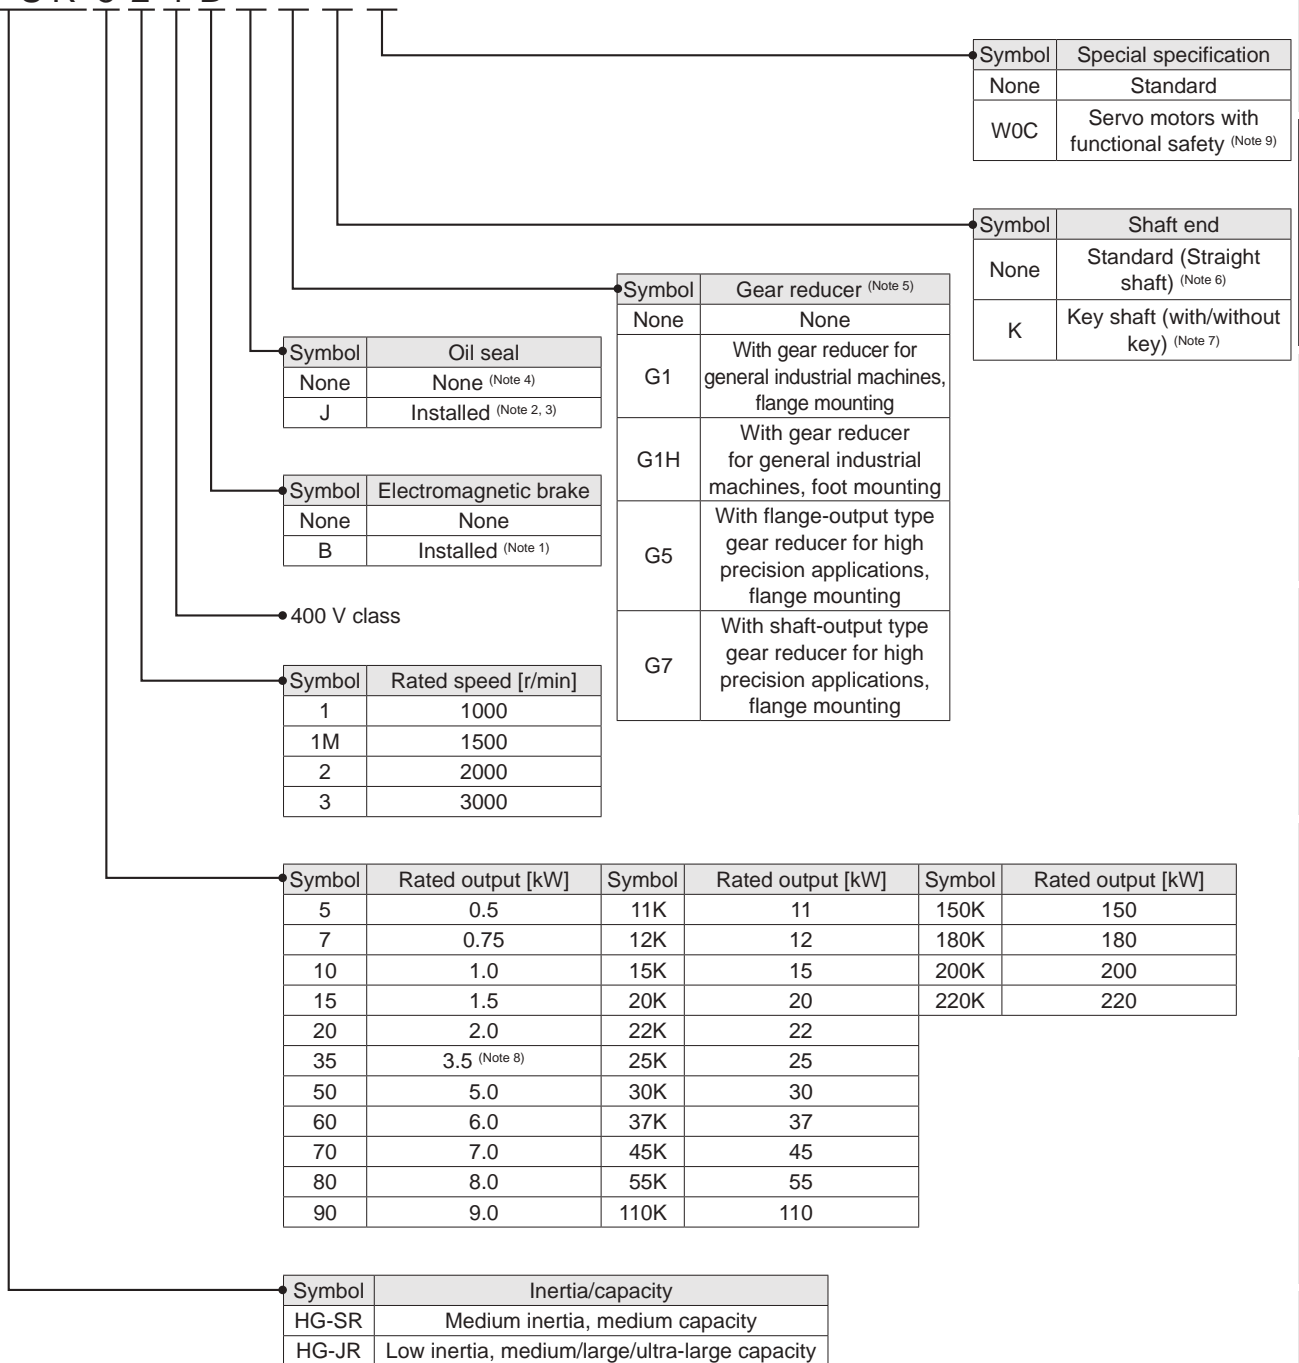 Symbol Special specification
None Standard
W0C Servo motors with
functional safety (Note 9)
Symbol Shaft end
None Standard (Straight
shaft) (Note 6)
K Key shaft (with/without
key) (Note 7)
Symbol Gear reducer (Note 5)
None None
G1 With gear reducer for
general industrial machines,
flange mounting
G1H With gear reducer
for general industrial
machines, foot mounting
G5 With flange-output type
gear reducer for high
precision applications,
flange mounting
G7 With shaft-output type
gear reducer for high
precision applications,
flange mounting
Symbol Oil seal
None None (Note 4)
J Installed (Note 2, 3)
Symbol Electromagnetic brake
None None
B Installed (Note 1)
400 V class
Symbol Rated speed [r/min]
1 1000
1M 1500
2 2000
3 3000
Symbol Rated output [kW] Symbol Rated output [kW] Symbol Rated output [kW]
5 0.5 11K 11 150K 150
7 0.75 12K 12 180K 180
10 1.0 15K 15 200K 200
15 1.5 20K 20 220K 220
20 2.0 22K 22
35 3.5 (Note 8) 25K 25
50 5.0 30K 30
60 6.0 37K 37
70 7.0 45K 45
80 8.0 55K 55
90 9.0 110K 110
Symbol Inertia/capacity
HG-SR Medium inertia, medium capacity
HG-JR Low inertia, medium/large/ultra-large capacity